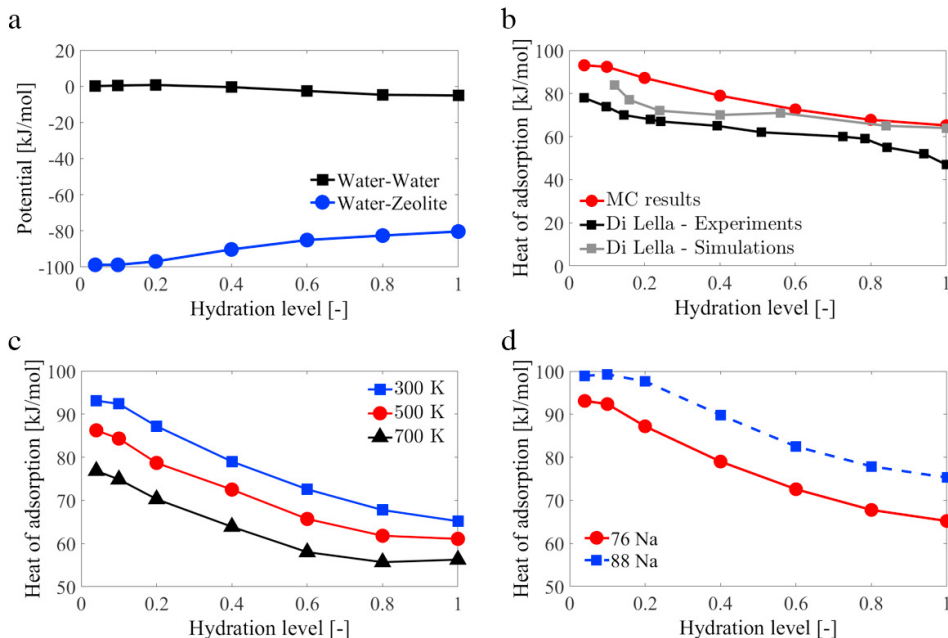 a
20
0
-20
-40
-60
-80
-100
Potential [kJ/mol]
Water-Water
Water-Zeolite
0
0.2
0.4
0.6
0.8
1
Hydration level [-]
b
100
80
60
40
20
0
Heat of adsorption [kJ/mol]
MC results
Di Lella - Experiments
Di Lella - Simulations
0
0.2
0.4
0.6
0.8
1
Hydration level [-]
c
100
90
80
70
60
50
Heat of adsorption [kJ/mol]
300 K
500 K
700 K
0
0.2
0.4
0.6
0.8
1
Hydration level [-]
d
100
90
80
70
60
50
Heat of adsorption [kJ/mol]
76 Na
88 Na
0
0.2
0.4
0.6
0.8
1
Hydration level [-]